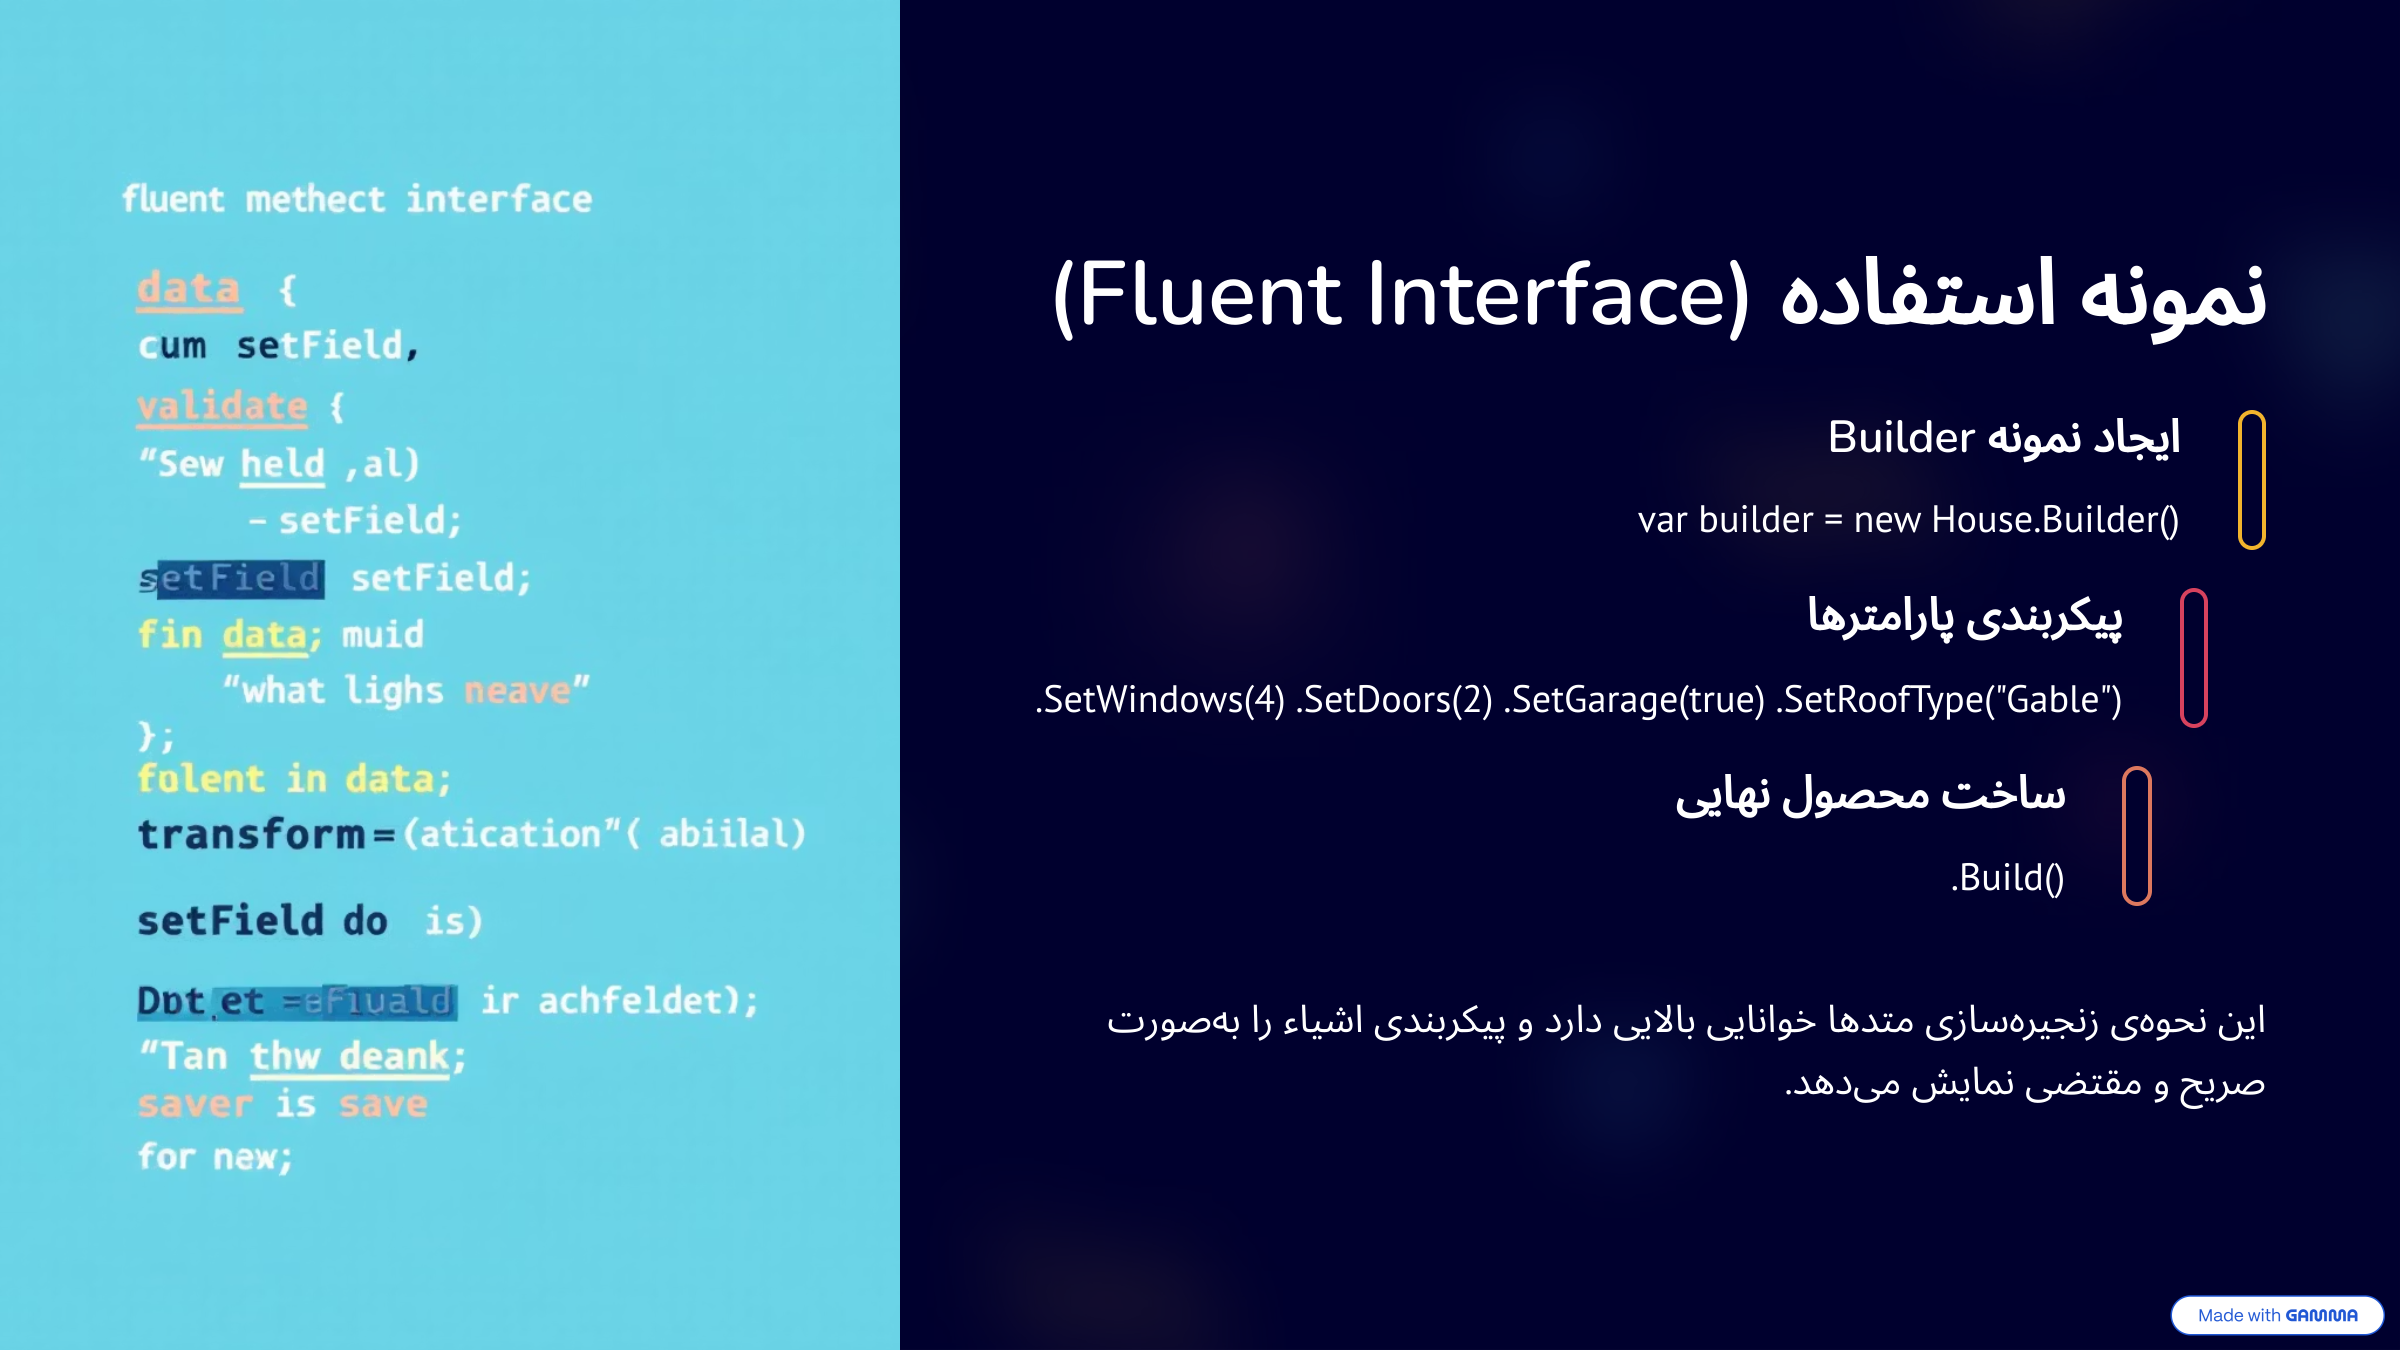 fluent methect interface
data {
cum setField,
validate {
“Sew held ,al)
– setField;
setField setField;
fin data; muid
“what lighs neave”
};
folent in data;
transform=(atication”( abiilal)
setField do is)
ir achfeldet);
“Tan thw deank;
saver is save
for new;
نمونه استفاده (Fluent Interface)
ایجاد نمونه Builder
var builder = new House.Builder()
پیکربندی پارامترها
.SetWindows(4) .SetDoors(2) .SetGarage(true) .SetRoofType("Gable")
ساخت محصول نهایی
.Build()
این نحوه‌ی زنجیره‌سازی متدها خوانایی بالایی دارد و پیکربندی اشیاء را به‌صورت
صریح و مقتضی نمایش می‌دهد.
Made with GAMMA